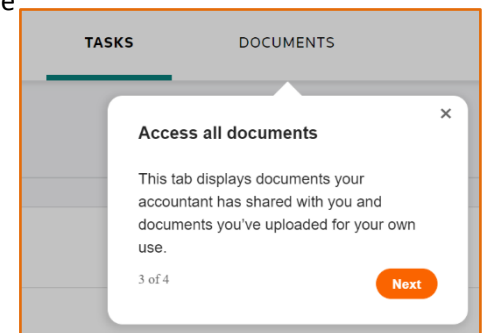 e
TASKS DOCUMENTS
×
Access all documents
This tab displays documents your
accountant has shared with you and
documents you've uploaded for your own
use.
3 of 4 Next